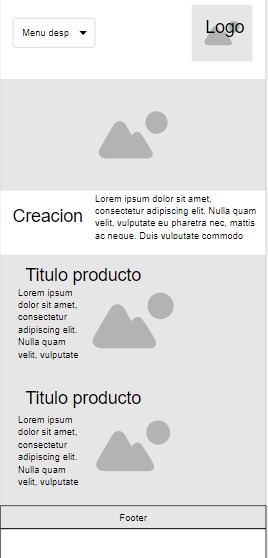 Menu desp
Logo
Creacion
Lorem ipsum dolor sit amet,
consectetur adipiscing elit. Nulla quam
velit, vulputate eu pharetra nec, mattis
ac neque. Duis vulputate commodo
Titulo producto
Lorem ipsum
dolor sit amet,
consectetur
adipiscing elit.
Nulla quam
velit, vulputate
Titulo producto
Lorem ipsum
dolor sit amet,
consectetur
adipiscing elit.
Nulla quam
velit, vulputate
Footer